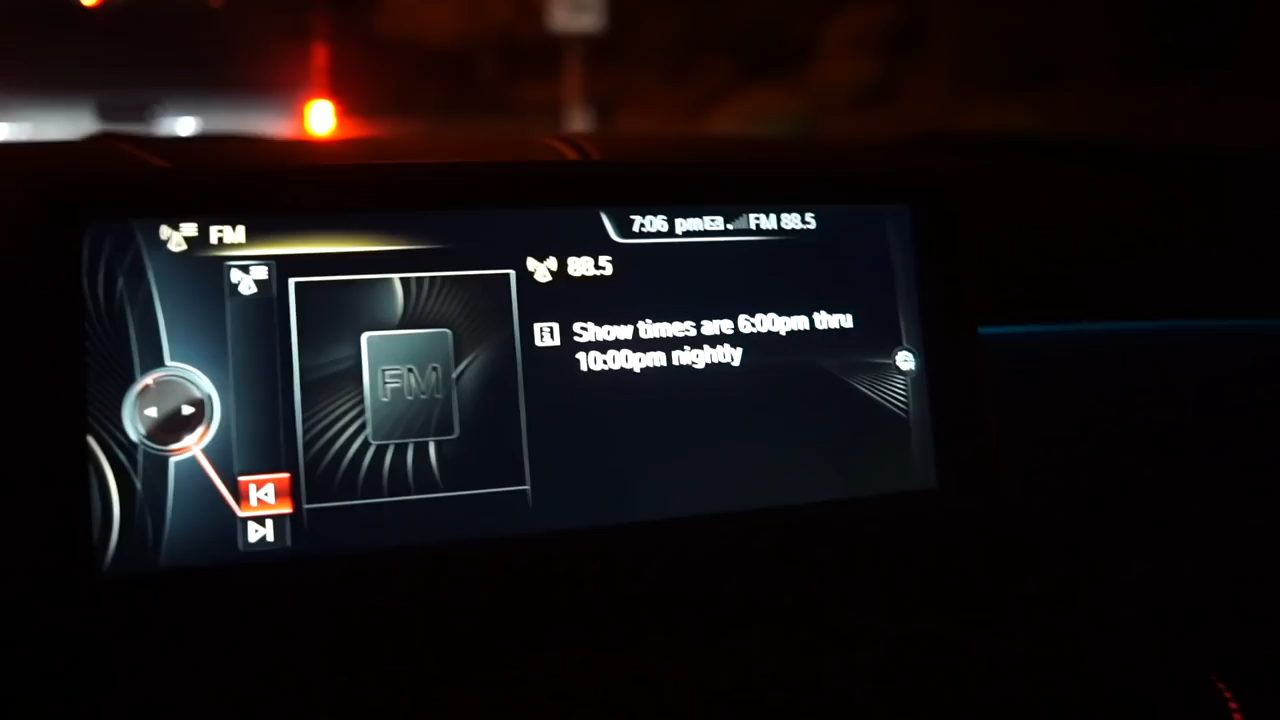 FM
7:06 pm FM 88.5
88.5
Show times are 6:00pm thru
10:00pm nightly
FM